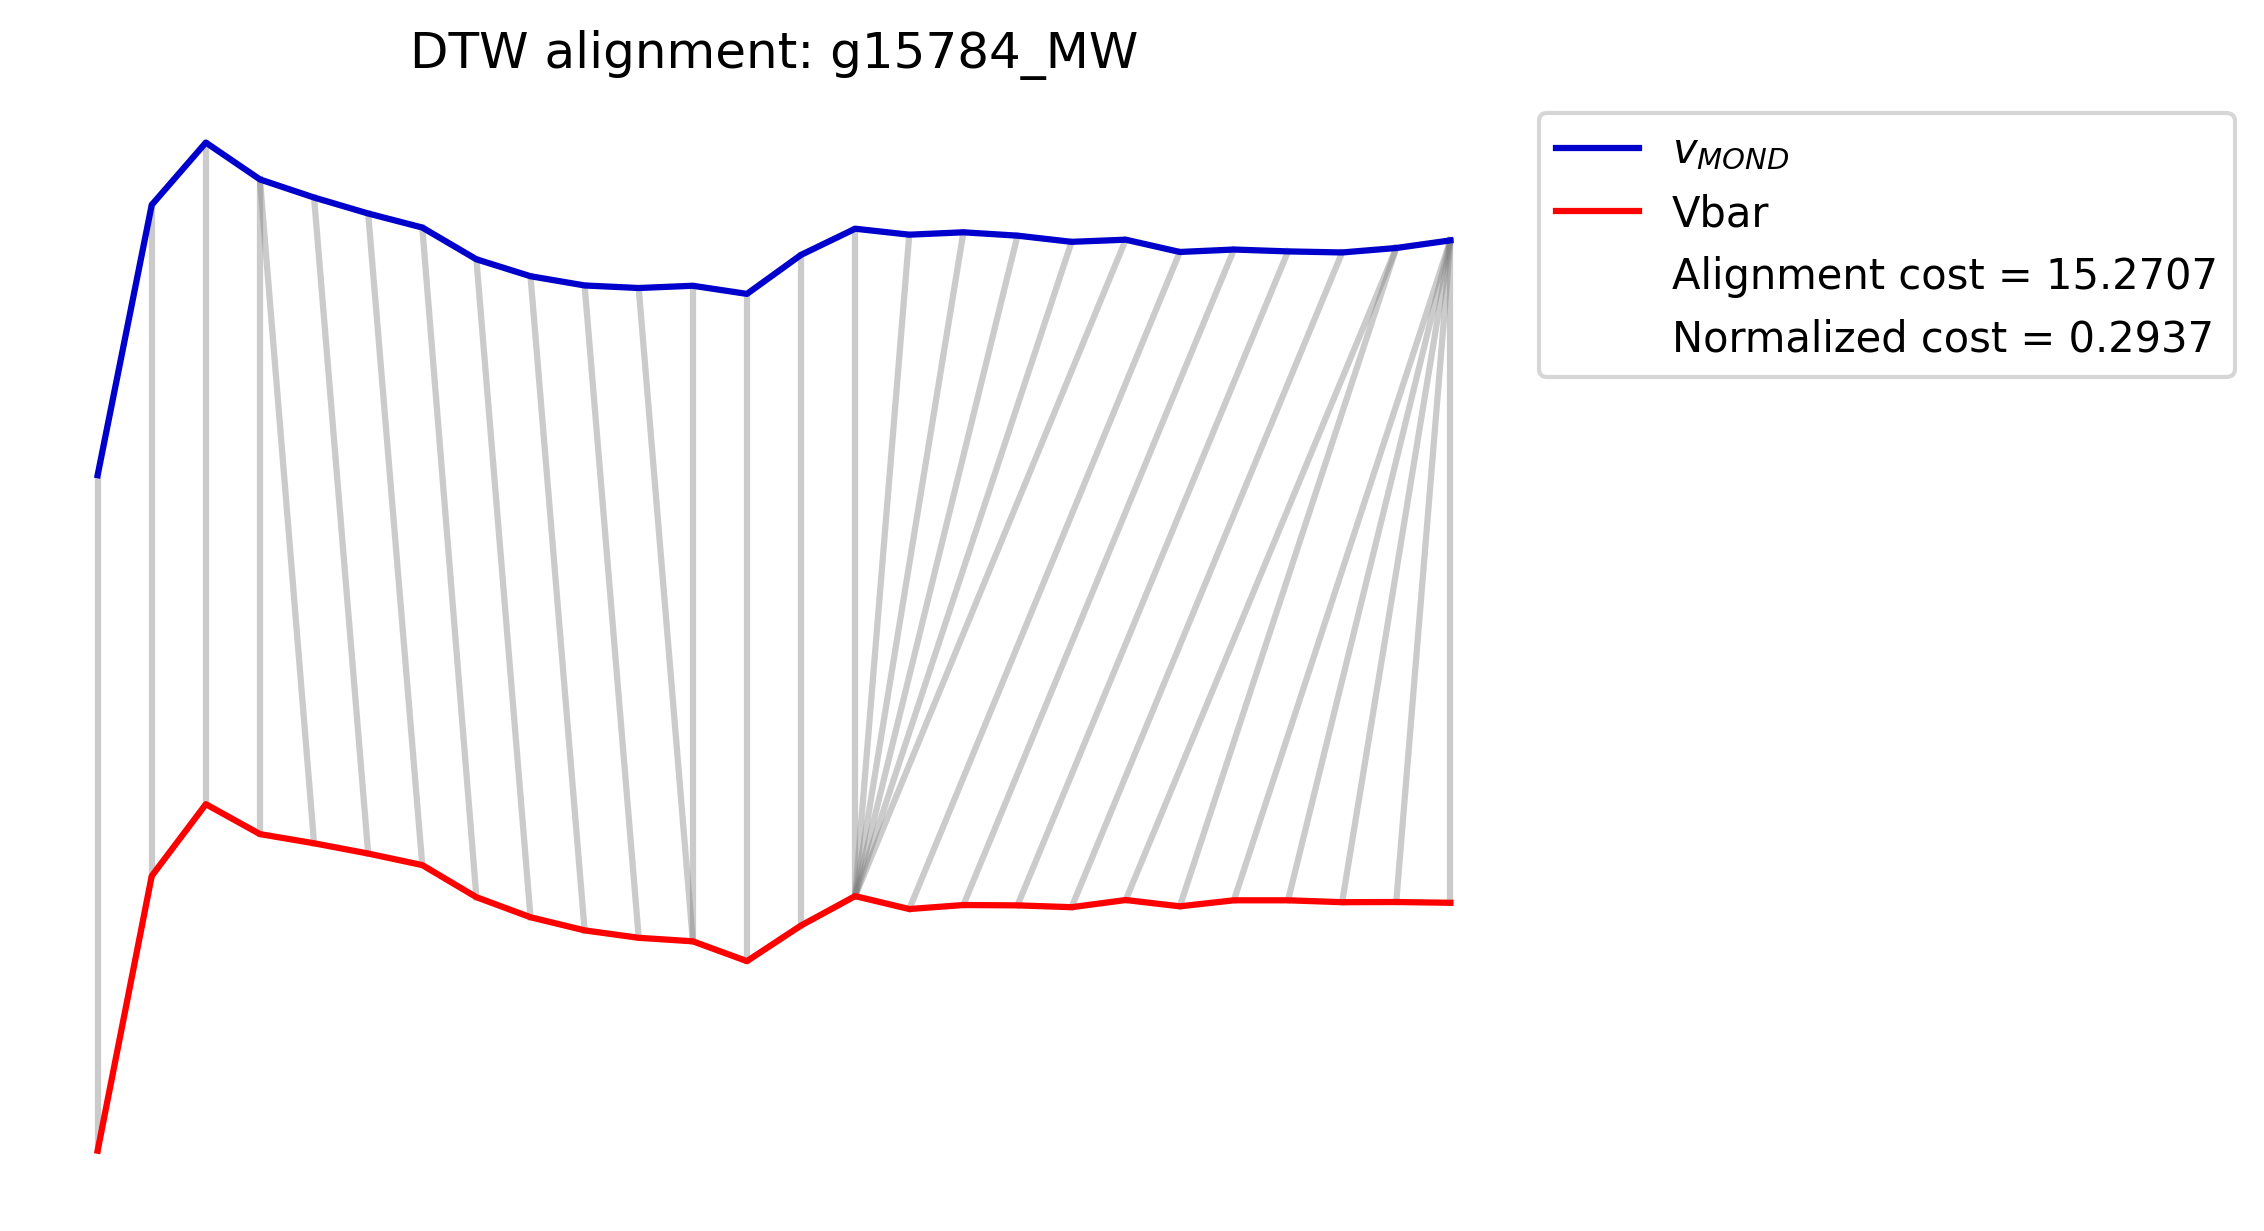 DTW alignment: g15784_MW
v_MOND
Vbar
Alignment cost = 15.2707
Normalized cost = 0.2937